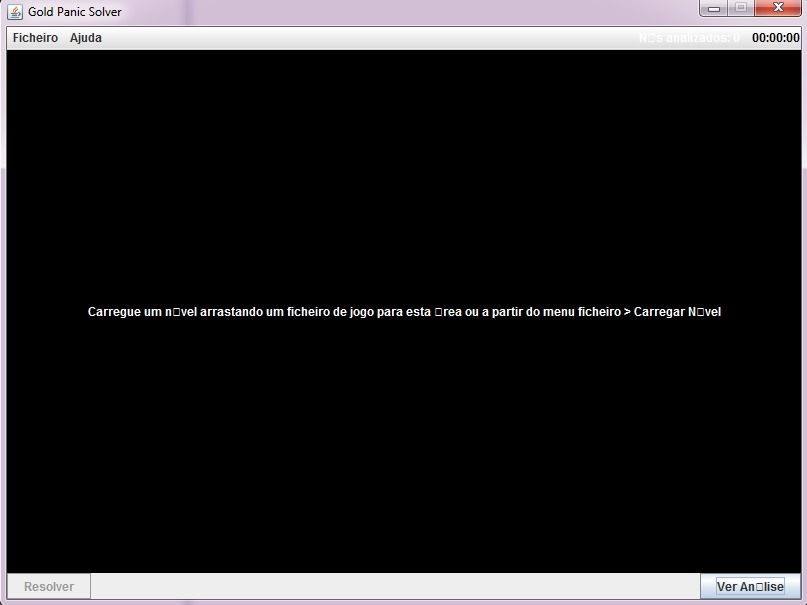 Gold Panic Solver
Ficheiro Ajuda N□s analizados: 0 00:00:00
Carregue um n□vel arrastando um ficheiro de jogo para esta □rea ou a partir do menu ficheiro > Carregar N□vel
Resolver Ver An□lise